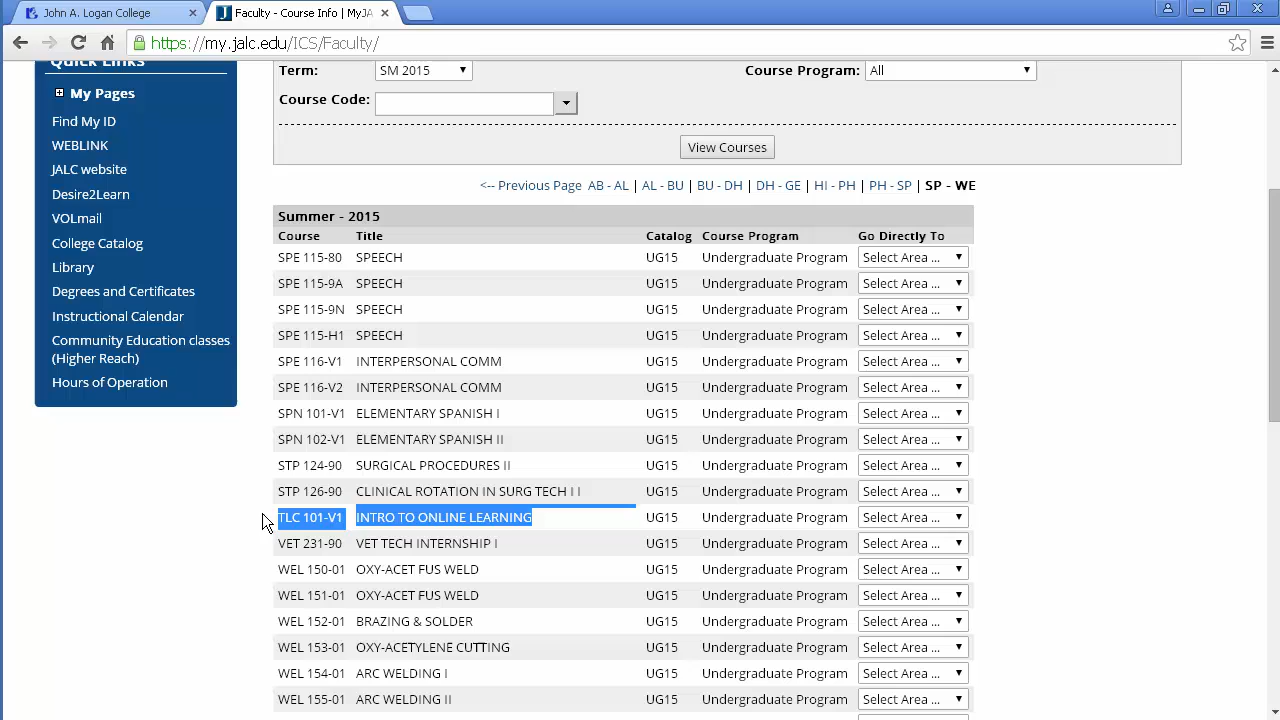 John A. Logan College
Faculty - Course Info | MyJA
https://my.jalc.edu/ICS/Faculty/
Quick Links
My Pages
Find My ID
WEBLINK
JALC website
Desire2Learn
VOLmail
College Catalog
Library
Degrees and Certificates
Instructional Calendar
Community Education classes
(Higher Reach)
Hours of Operation
Term: SM 2015 Course Program: All
Course Code:
View Courses
<-- Previous Page AB - AL | AL - BU | BU - DH | DH - GE | HI - PH | PH - SP | SP - WE
Summer - 2015
Course Title Catalog Course Program Go Directly To
SPE 115-80 SPEECH UG15 Undergraduate Program Select Area ...
SPE 115-9A SPEECH UG15 Undergraduate Program Select Area ...
SPE 115-9N SPEECH UG15 Undergraduate Program Select Area ...
SPE 115-H1 SPEECH UG15 Undergraduate Program Select Area ...
SPE 116-V1 INTERPERSONAL COMM UG15 Undergraduate Program Select Area ...
SPE 116-V2 INTERPERSONAL COMM UG15 Undergraduate Program Select Area ...
SPN 101-V1 ELEMENTARY SPANISH I UG15 Undergraduate Program Select Area ...
SPN 102-V1 ELEMENTARY SPANISH II UG15 Undergraduate Program Select Area ...
STP 124-90 SURGICAL PROCEDURES II UG15 Undergraduate Program Select Area ...
STP 126-90 CLINICAL ROTATION IN SURG TECH I I UG15 Undergraduate Program Select Area ...
TLC 101-V1 INTRO TO ONLINE LEARNING UG15 Undergraduate Program Select Area ...
VET 231-90 VET TECH INTERNSHIP I UG15 Undergraduate Program Select Area ...
WEL 150-01 OXY-ACET FUS WELD UG15 Undergraduate Program Select Area ...
WEL 151-01 OXY-ACET FUS WELD UG15 Undergraduate Program Select Area ...
WEL 152-01 BRAZING & SOLDER UG15 Undergraduate Program Select Area ...
WEL 153-01 OXY-ACETYLENE CUTTING UG15 Undergraduate Program Select Area ...
WEL 154-01 ARC WELDING I UG15 Undergraduate Program Select Area ...
WEL 155-01 ARC WELDING II UG15 Undergraduate Program Select Area ...